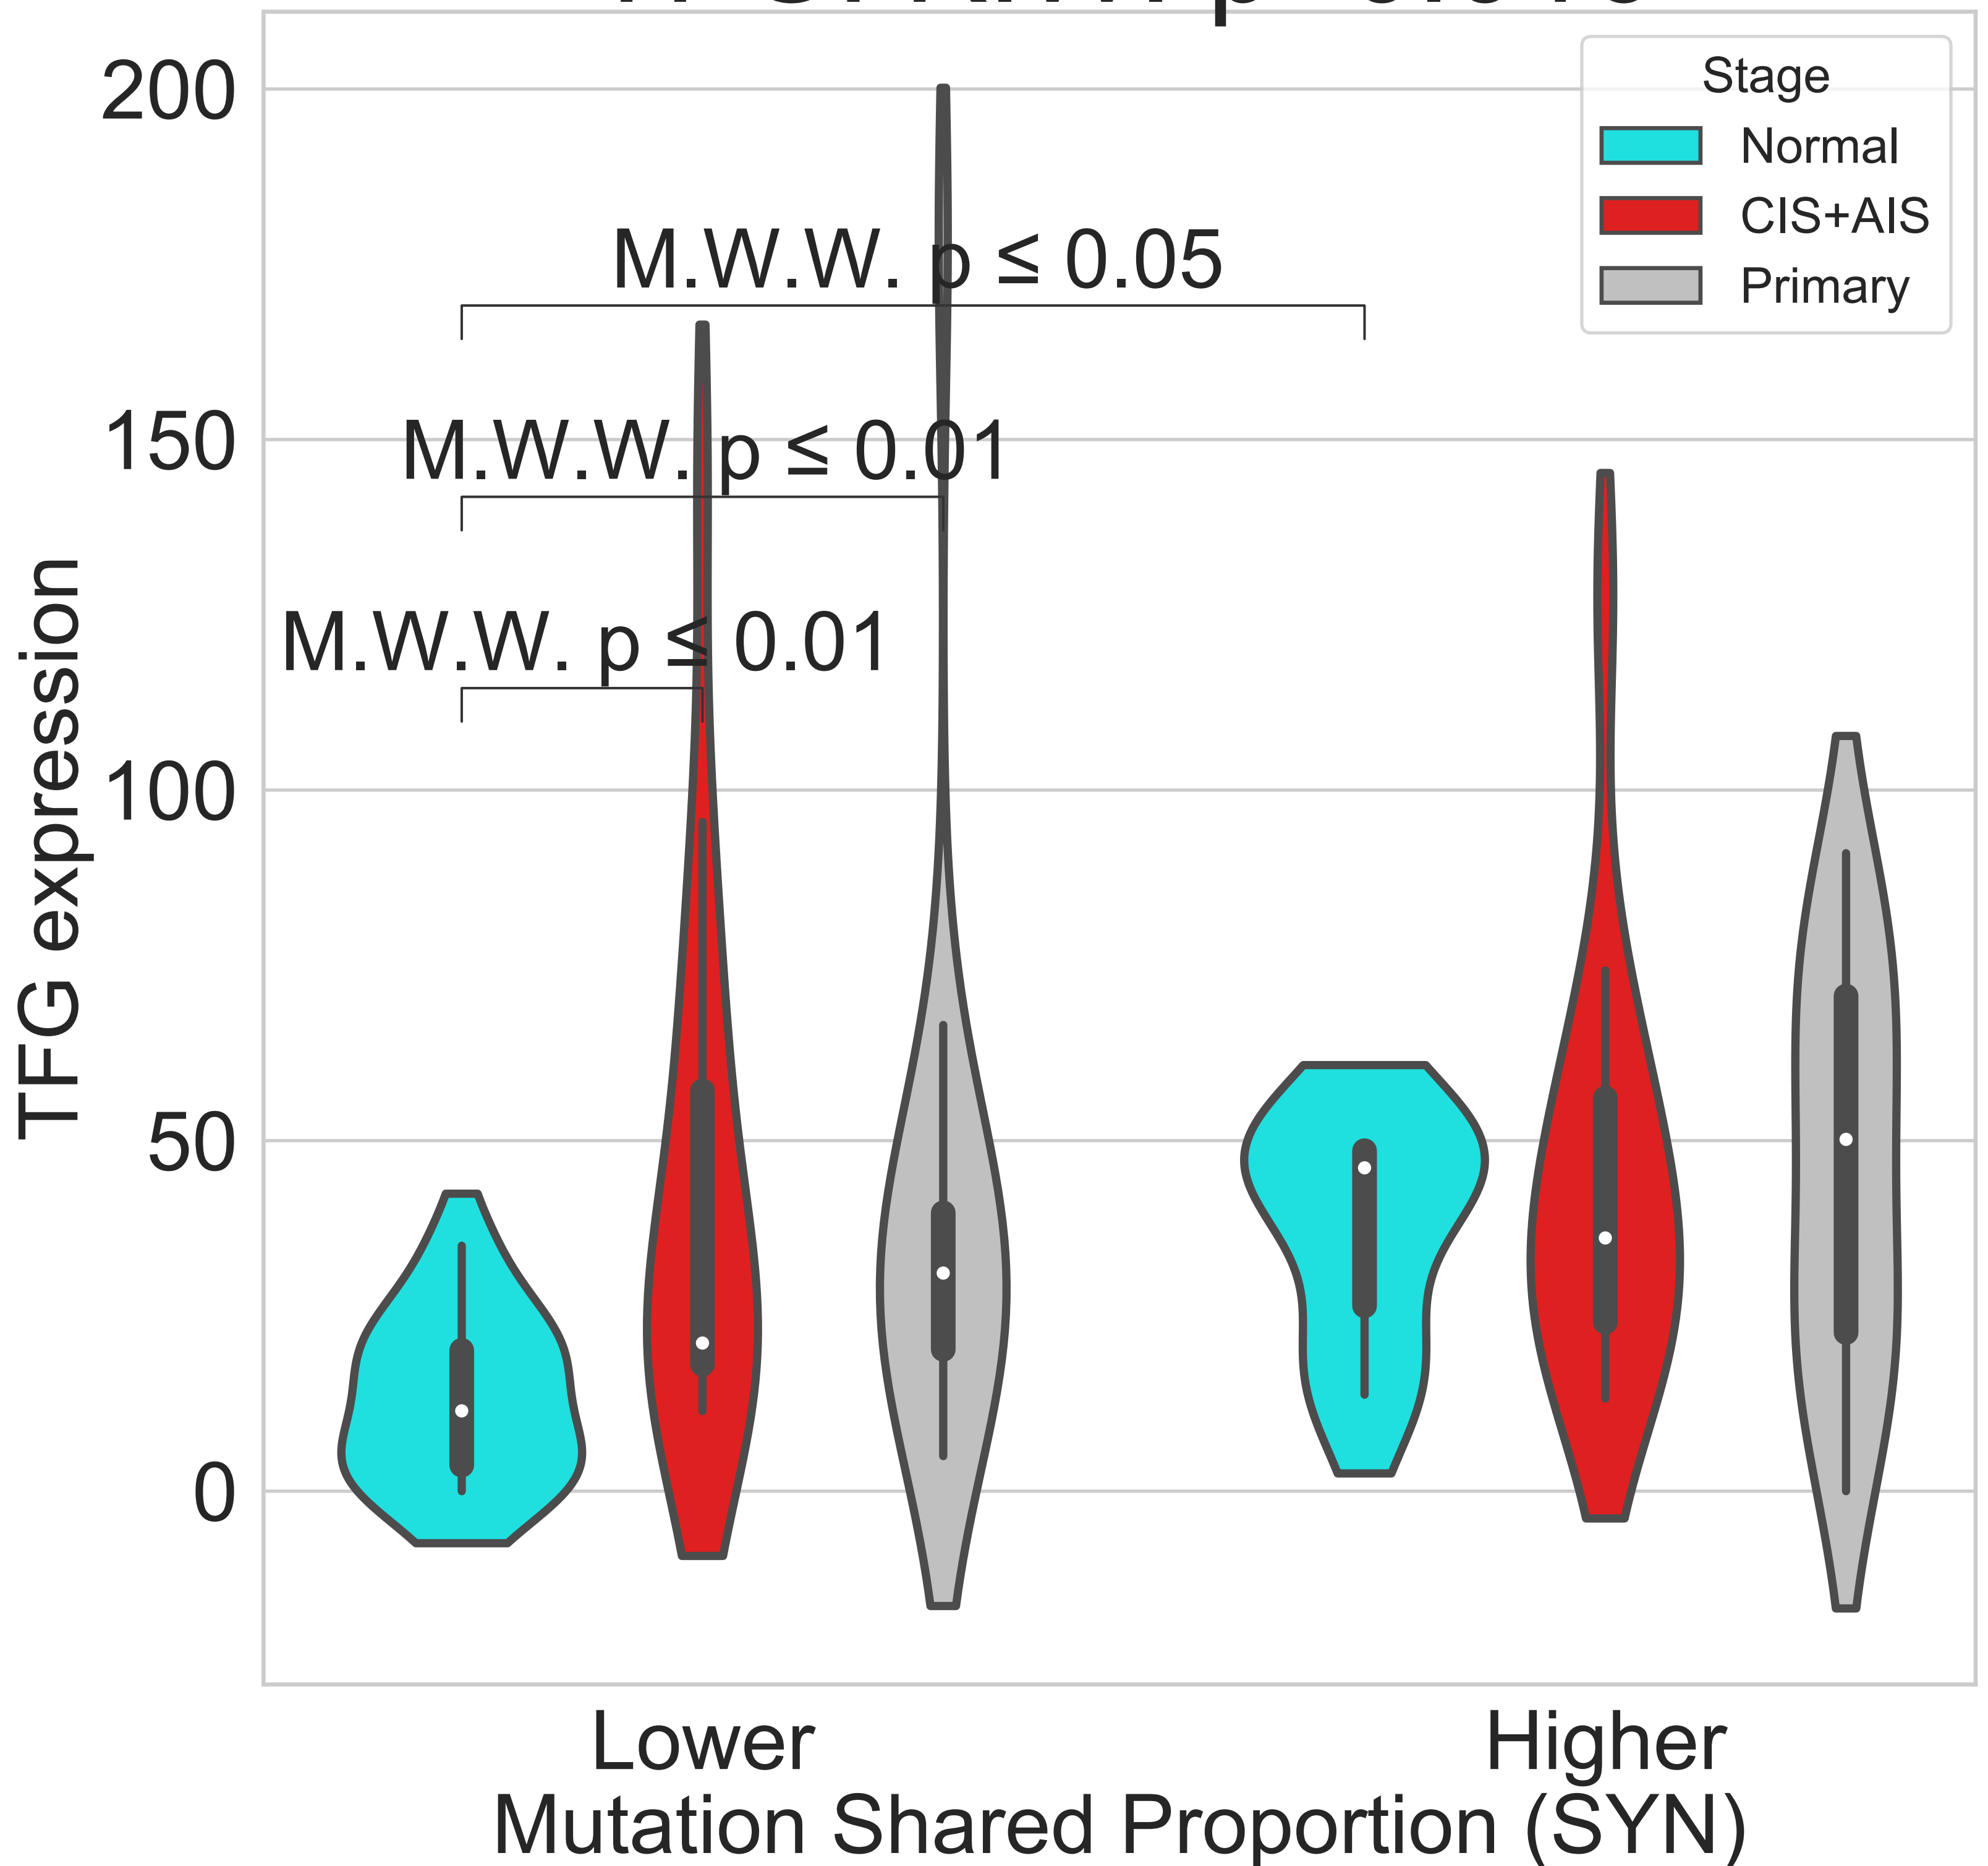 200
150
100
50
0
TFG expression
Stage
Normal
CIS+AIS
Primary
M.W.W. p ≤ 0.05
M.W.W. p ≤ 0.01
M.W.W. p ≤ 0.01
Lower
Higher
Mutation Shared Proportion (SYN)